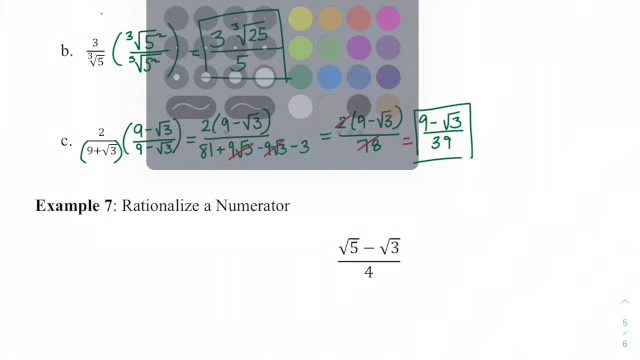 b. 3/∛5 (∛5²/∛5²) = 3∛25/5
c. 2/(9+√3) (9-√3/9-√3) = 2(9-√3)/81+9√3-9√3-3 = 2(9-√3)/78 = 9-√3/39
Example 7: Rationalize a Numerator
√5 − √3
4
5
/
6